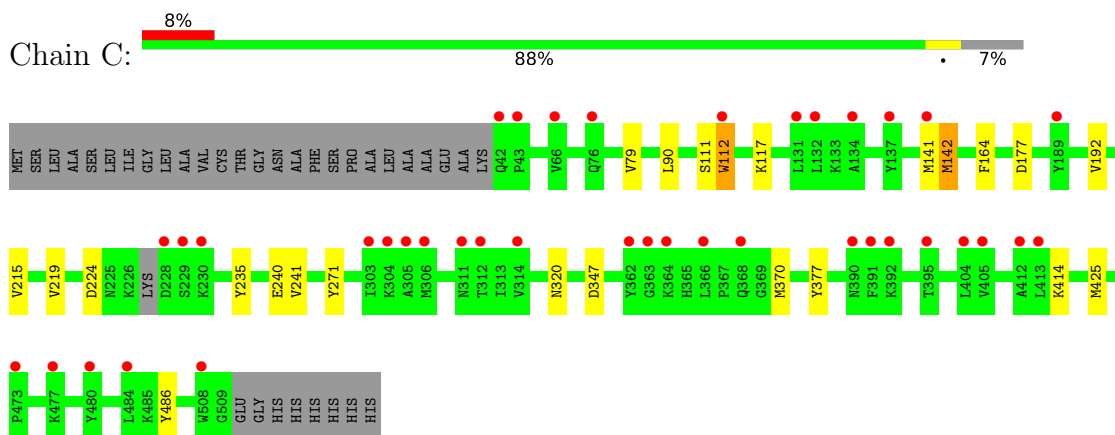 8%
Chain C:
88% • 7%
MET SER LEU ALA SER LEU ILE GLY LEU LEU ALA VAL CYS THR GLY ASN ALA PHE SER PRO ALA LEU ALA ALA GLU ALA LYS Q42 P43 V66 Q76 V79 L90 S111 W112 K117 L131 L132 K133 A134 Y137 M141 M142 F164 D177 Y189 V192
V215 V219 D224 N225 K226 LYS D228 S229 K230 Y235 E240 V241 Y271 I303 K304 A305 M306 N311 T312 I313 V314 N320 D347 Y362 G363 K364 H365 L366 P367 Q368 G369 M370 Y377 N390 F391 K392 T395 L404 V405 A412 L413 K414 M425
P473 K477 Y480 L484 K485 Y486 W508 G509 GLU GLY HIS HIS HIS HIS HIS HIS